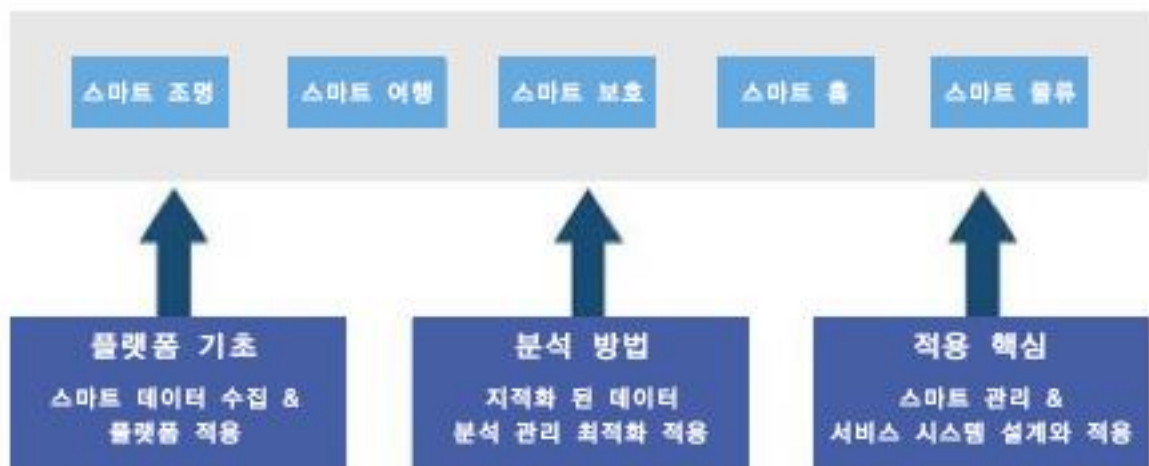 스마트 조명
스마트 여행
스마트 보호
스마트 홈
스마트 물류
플랫폼 기초
스마트 데이터 수집 &
플랫폼 적용
분석 방법
지적화 된 데이터
분석 관리 최적화 적용
적용 핵심
스마트 관리 &
서비스 시스템 설계와 적용